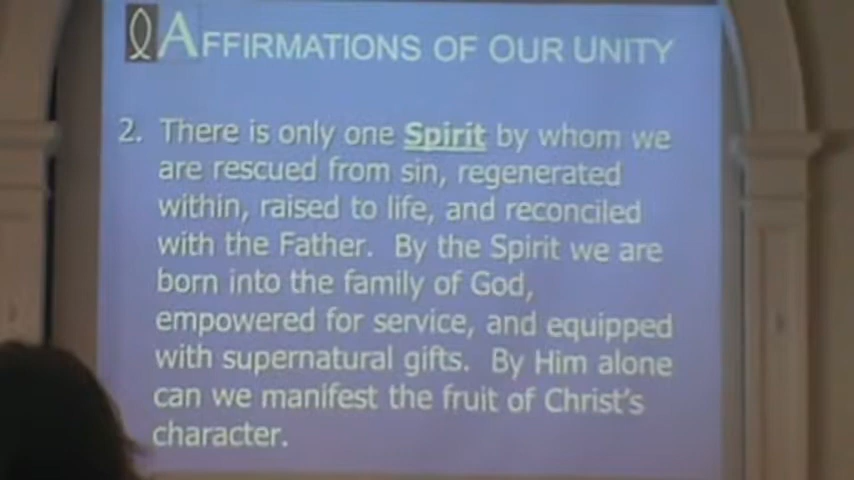 AFFIRMATIONS OF OUR UNITY
2. There is only one Spirit by whom we
are rescued from sin, regenerated
within, raised to life, and reconciled
with the Father. By the Spirit we are
born into the family of God,
empowered for service, and equipped
with supernatural gifts. By Him alone
can we manifest the fruit of Christ's
character.